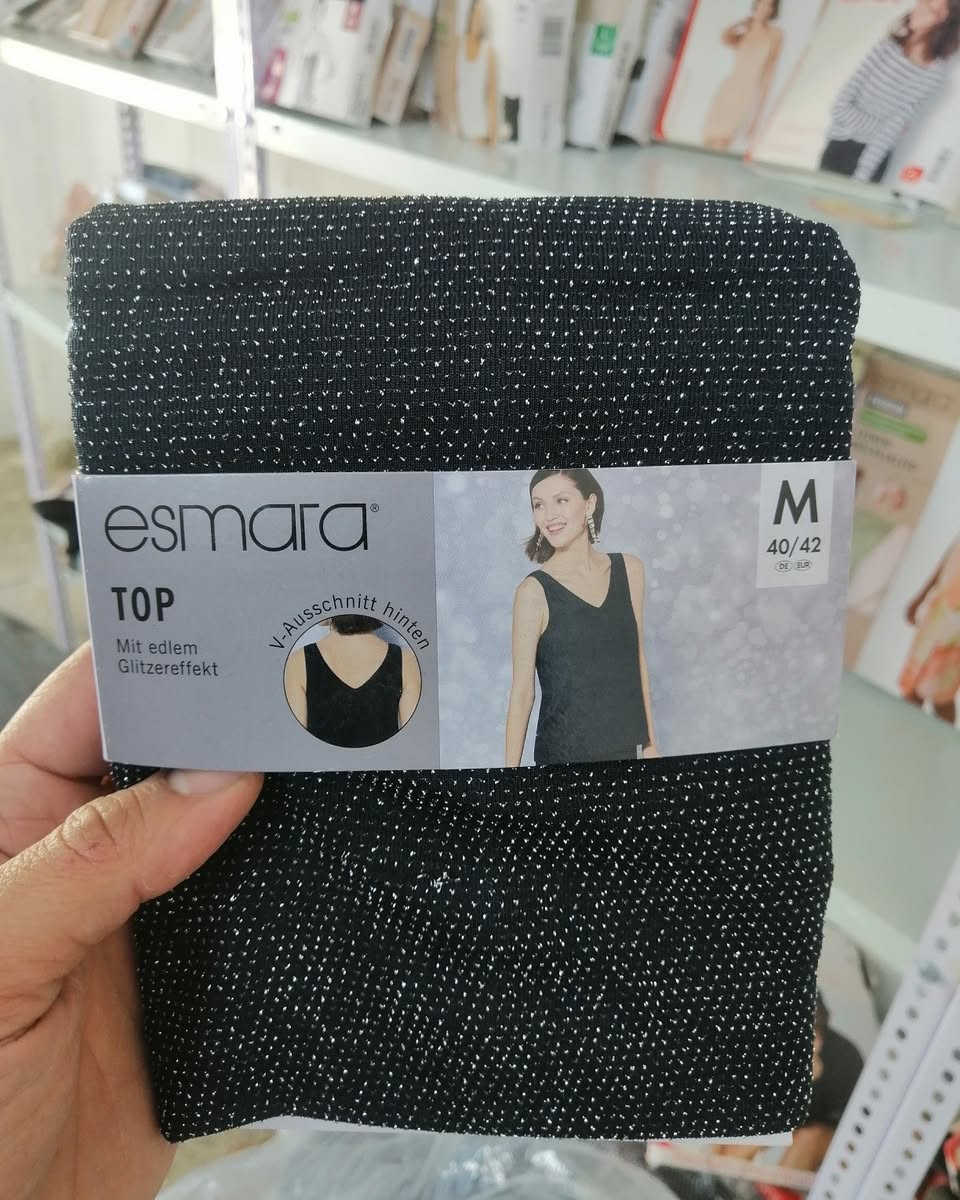 esmara®
TOP
Mit edlem
Glitzereffekt
V-Ausschnitt hinten
M
40/42
DE EUR